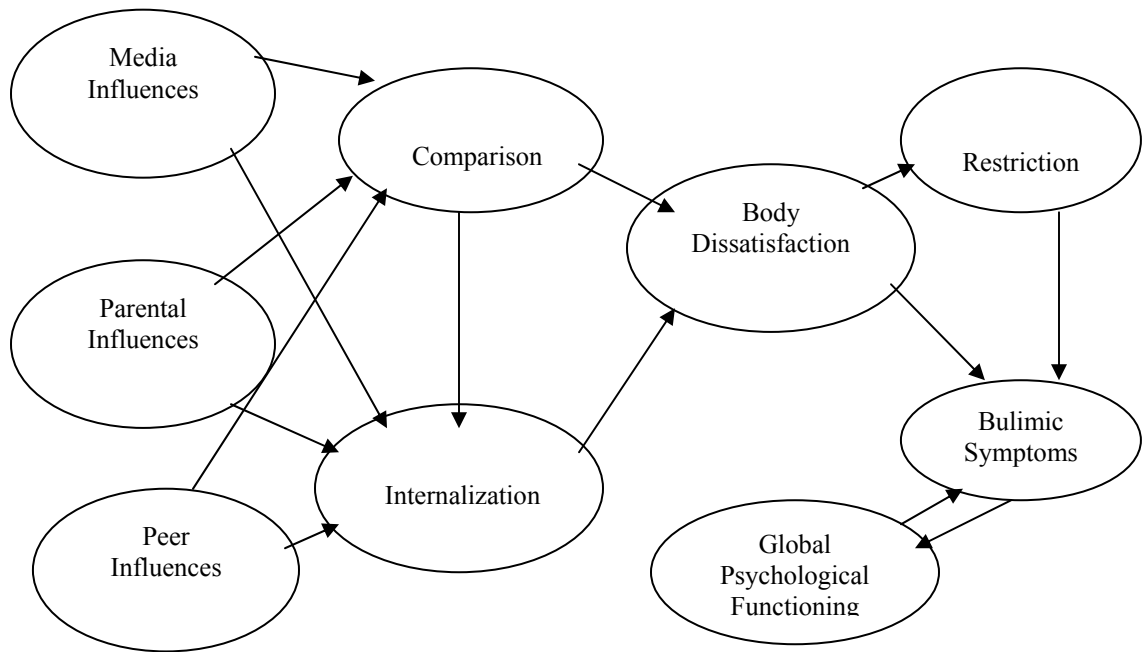 Media
Influences
Comparison
Restriction
Body
Dissatisfaction
Parental
Influences
Bulimic
Symptoms
Internalization
Peer
Influences
Global
Psychological
Functioning